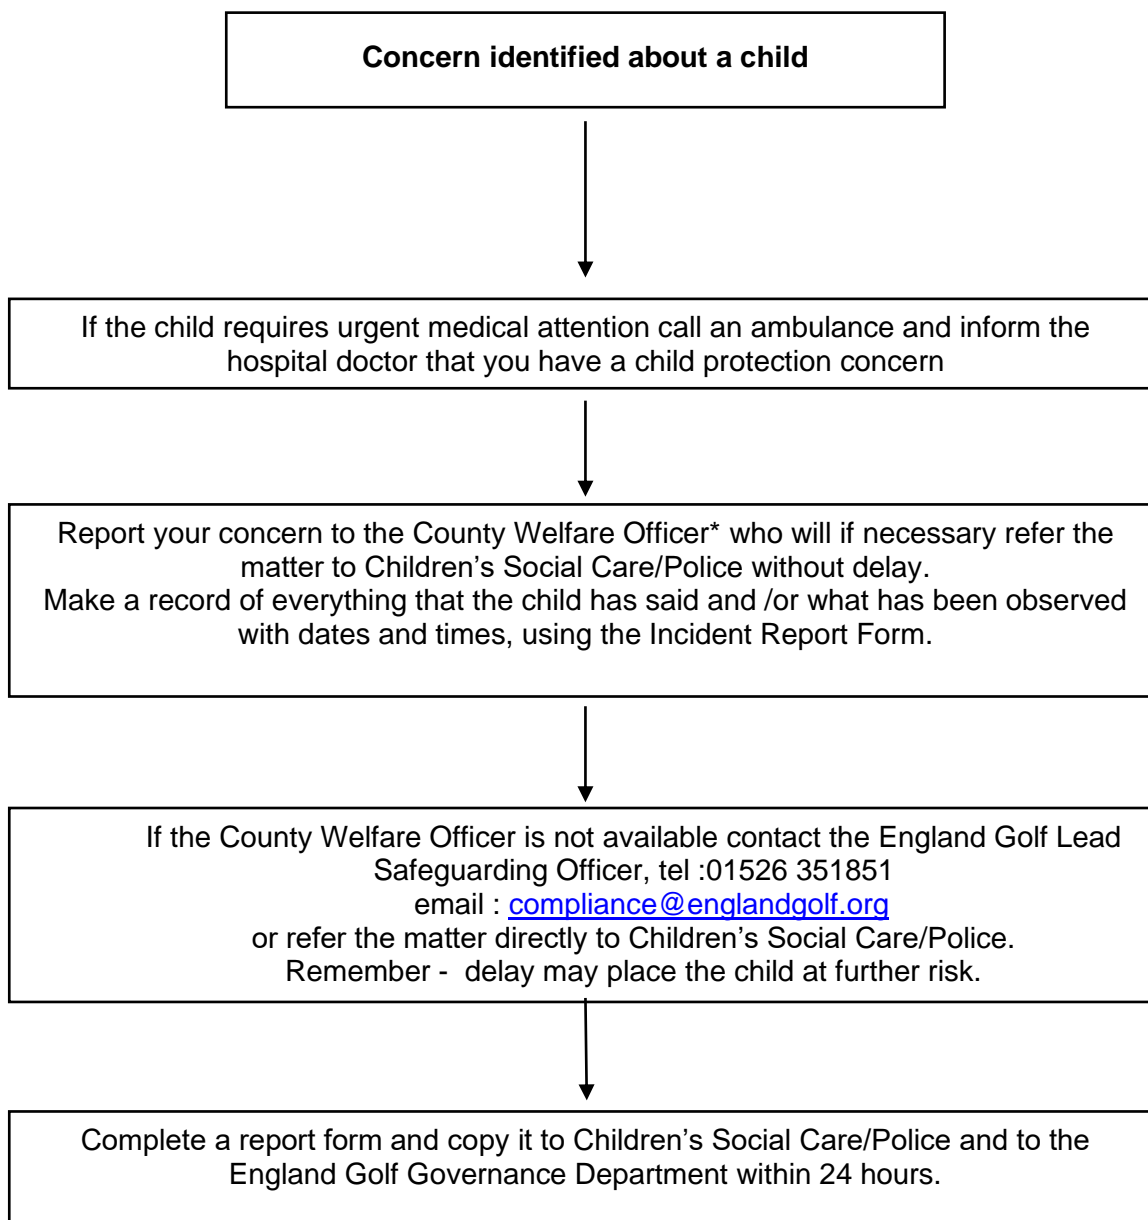 Concern identified about a child
If the child requires urgent medical attention call an ambulance and inform the
hospital doctor that you have a child protection concern
Report your concern to the County Welfare Officer* who will if necessary refer the
matter to Children’s Social Care/Police without delay.
Make a record of everything that the child has said and /or what has been observed
with dates and times, using the Incident Report Form.
If the County Welfare Officer is not available contact the England Golf Lead
Safeguarding Officer, tel :01526 351851
email : compliance@englandgolf.org
or refer the matter directly to Children’s Social Care/Police.
Remember - delay may place the child at further risk.
Complete a report form and copy it to Children’s Social Care/Police and to the
England Golf Governance Department within 24 hours.